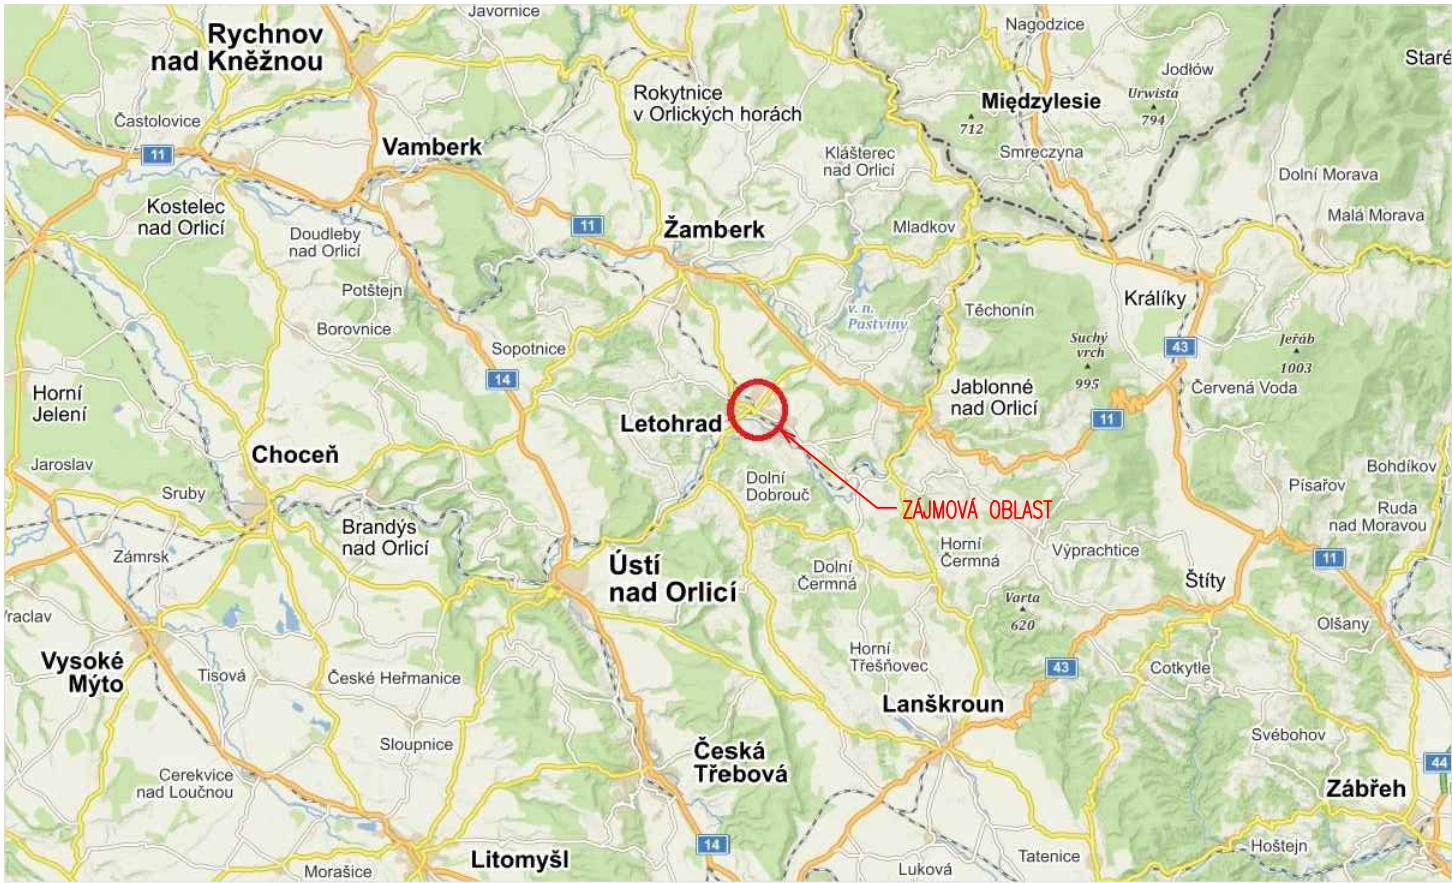 Javornice
Nagodzice
Rychnov
nad Kněžnou
Staré
Jodłów
Rokytnice
v Orlických horách
Urwista
794
Międzylesie
712
Častolovice
11
Vamberk
Klášterec
nad Orlicí
Smreczyna
Dolní Morava
Kostelec
nad Orlicí
Doudleby
nad Orlicí
11
Žamberk
Mladkov
Malá Morava
Potštejn
Borovnice
v. n.
Pastviny
Těchonín
Králíky
Sopotnice
Suchý
vrch
995
43
Jeřáb
1003
14
Horní
Jelení
Jablonné
nad Orlicí
Červená Voda
11
Letohrad
Choceň
Jaroslav
Sruby
Dolní
Dobrouč
Bohdíkov
Písařov
ZÁJMOVÁ OBLAST
Ruda
nad Moravou
Brandýs
nad Orlicí
Zámrsk
Horní
Čermná
Výprachtice
11
Ústí
nad Orlicí
Dolní
Čermná
Štíty
Varta
620
Vraclav
Olšany
Vysoké
Mýto
Tisová
České Heřmanice
Horní
Třešňovec
43
Cotkytle
Lanškroun
Sloupnice
Svébohov
Česká
Třebová
44
Cerekvice
nad Loučnou
Zábřeh
14
Hoštejn
Litomyšl
Morašice
Luková
Tatenice